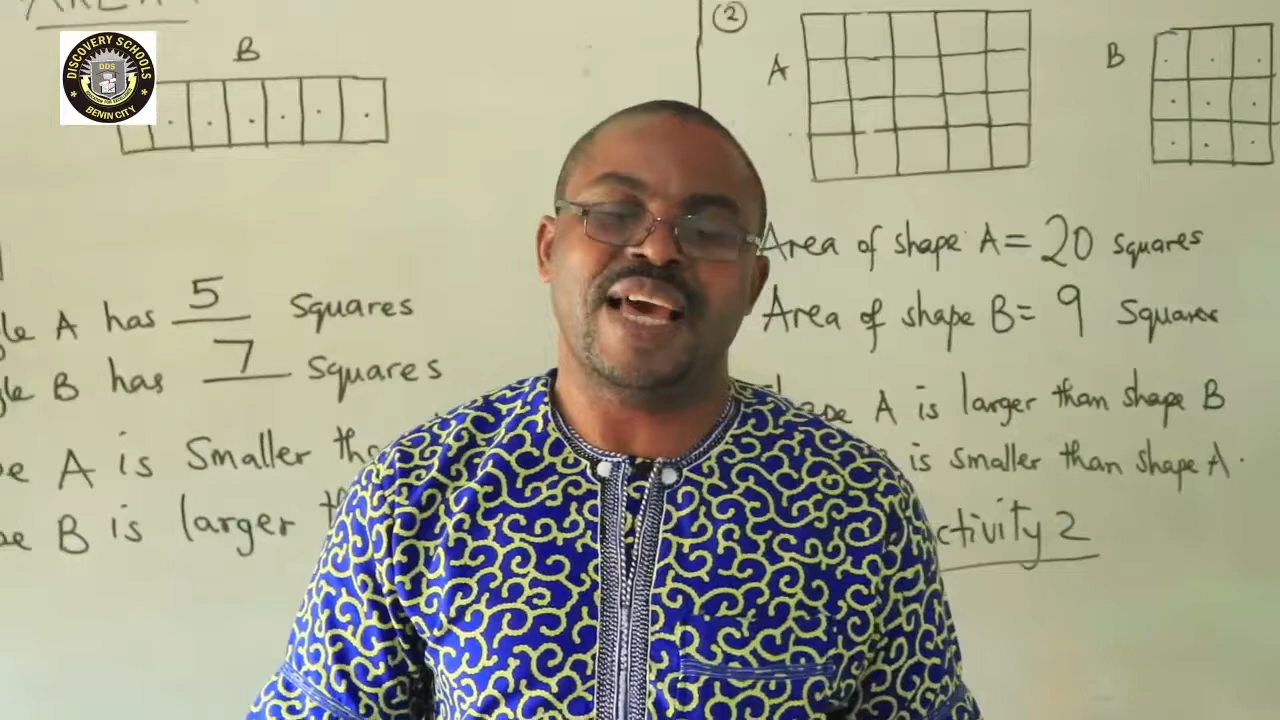 AREA
DISCOVERY SCHOOLS
DDS
BENIN CITY
B
A has 5 squares
B has 7 squares
A is Smaller
B is larger
2
A
B
Area of shape A = 20 squares
Area of shape B = 9 squares
A is larger than shape B
is smaller than shape A.
ctivity 2